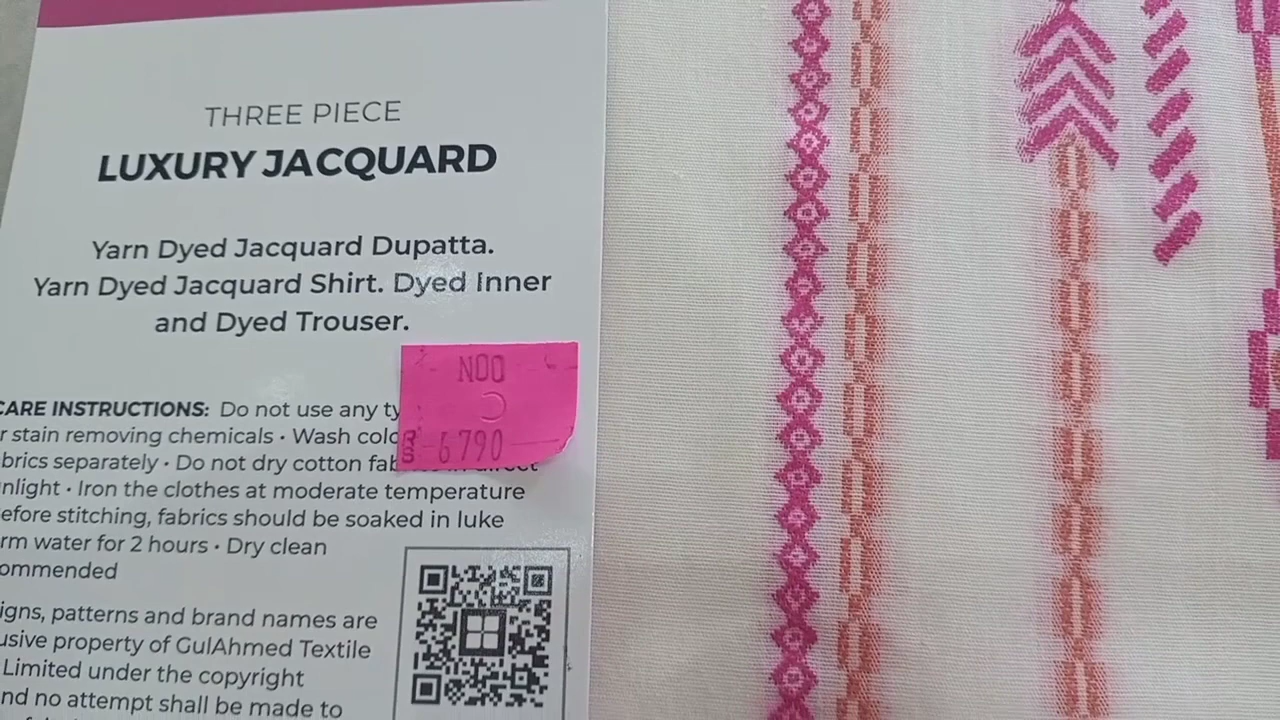 THREE PIECE
LUXURY JACQUARD
Yarn Dyed Jacquard Dupatta.
Yarn Dyed Jacquard Shirt. Dyed Inner
and Dyed Trouser.
CARE INSTRUCTIONS: Do not use any ty
r stain removing chemicals • Wash colo
brics separately • Do not dry cotton fab
nlight • Iron the clothes at moderate temperature
efore stitching, fabrics should be soaked in luke
rm water for 2 hours • Dry clean
ommended
NOO
6790
igns, patterns and brand names are
usive property of GulAhmed Textile
Limited under the copyright
nd no attempt shall be made to